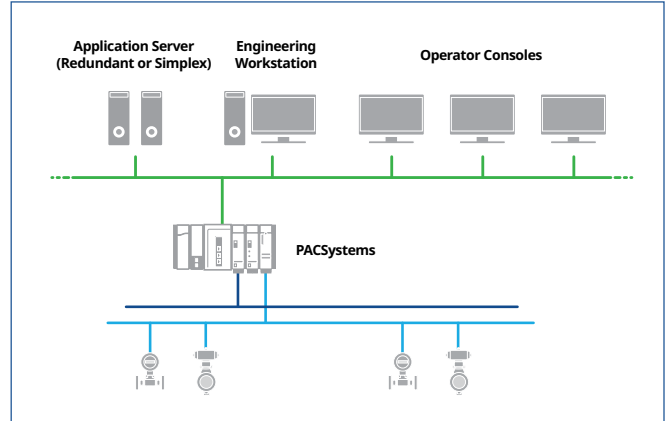 Application Server
(Redundant or Simplex)
Engineering
Workstation
Operator Consoles
PACSystems